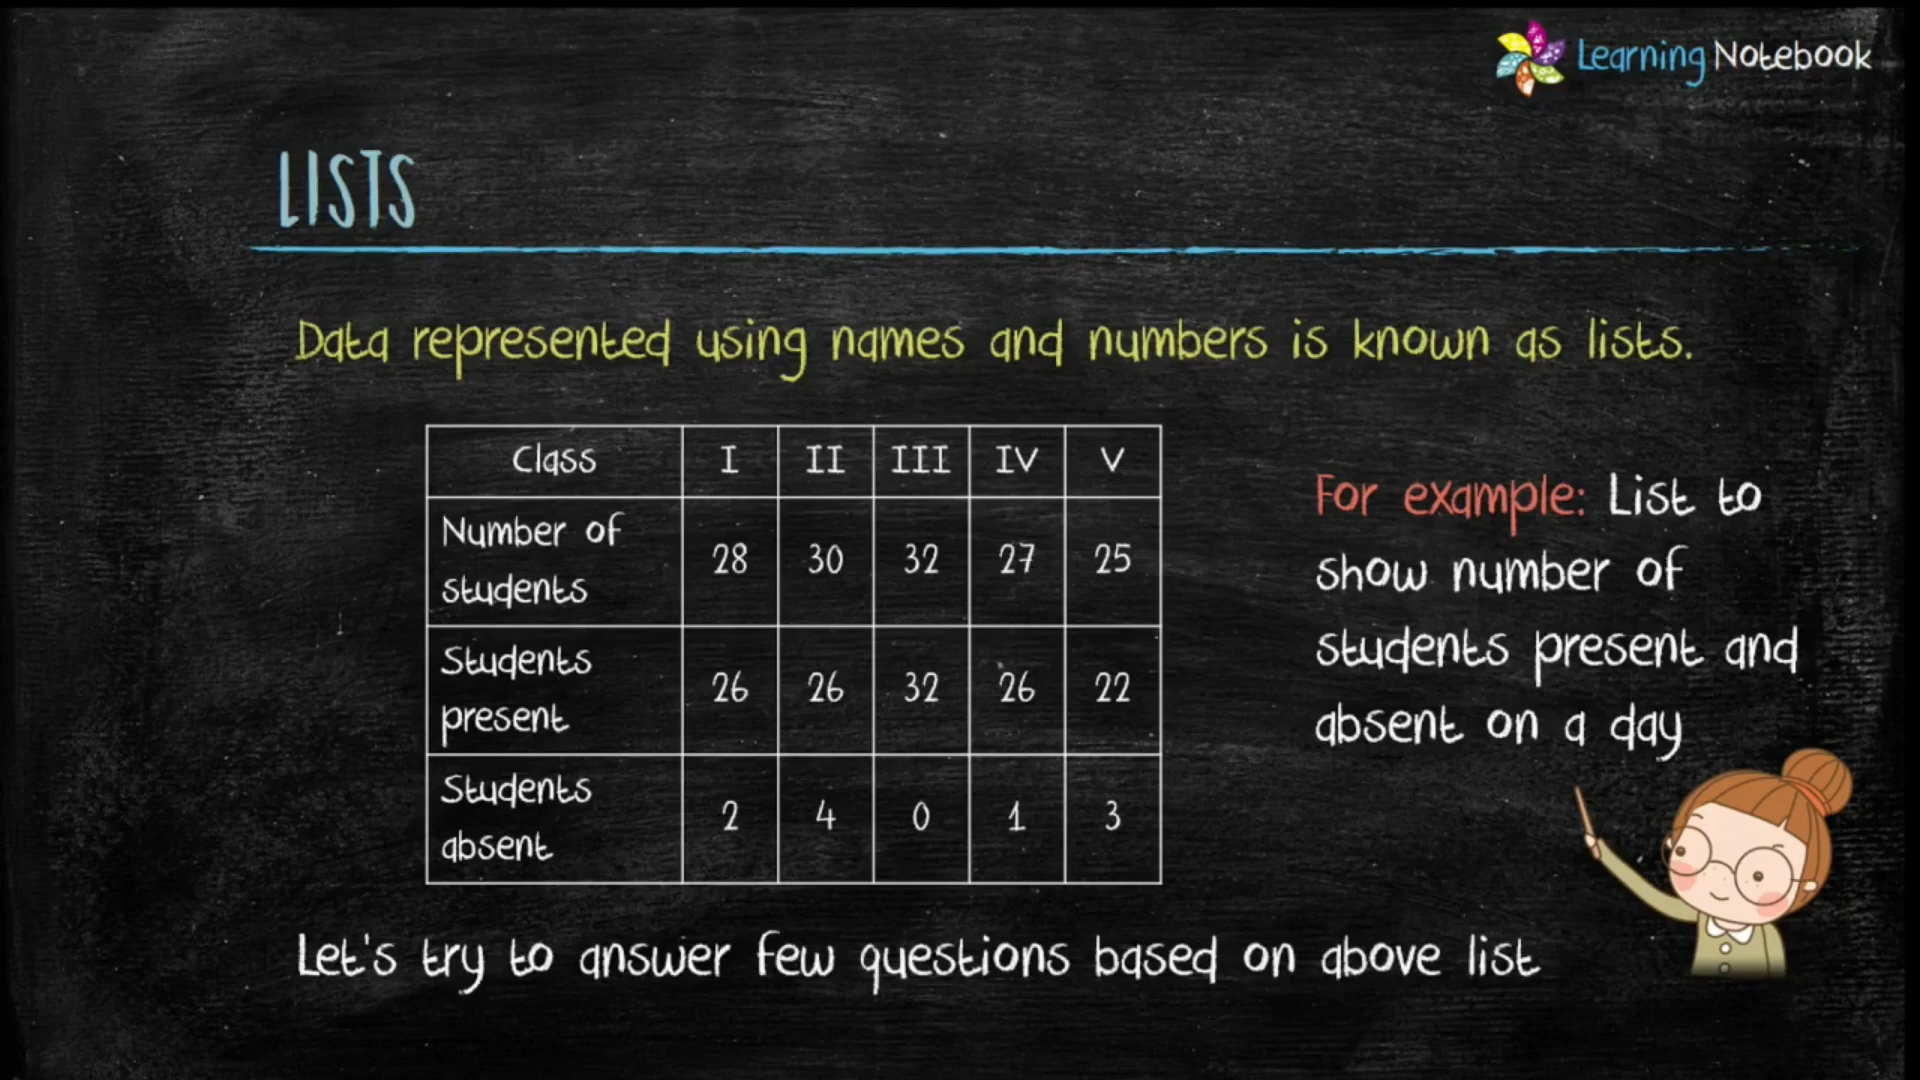 Learning Notebook
LISTS
Data represented using names and numbers is known as lists.
Class I II III IV V
Number of students 28 30 32 27 25
Students present 26 26 32 26 22
Students absent 2 4 0 1 3
For example: List to
show number of
students present and
absent on a day
Let's try to answer few questions based on above list